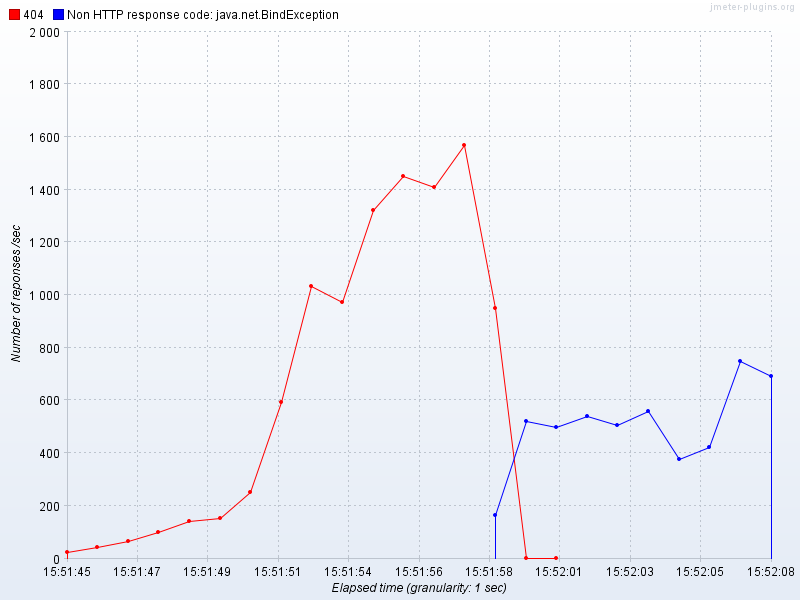 jmeter-plugins.org
404 Non HTTP response code: java.net.BindException
2 000
1 800
1 600
1 400
1 200
1 000
800
600
400
200
0
Number of reponses /sec
15:51:45 15:51:47 15:51:49 15:51:51 15:51:54 15:51:56 15:51:58 15:52:01 15:52:03 15:52:05 15:52:08
Elapsed time (granularity: 1 sec)